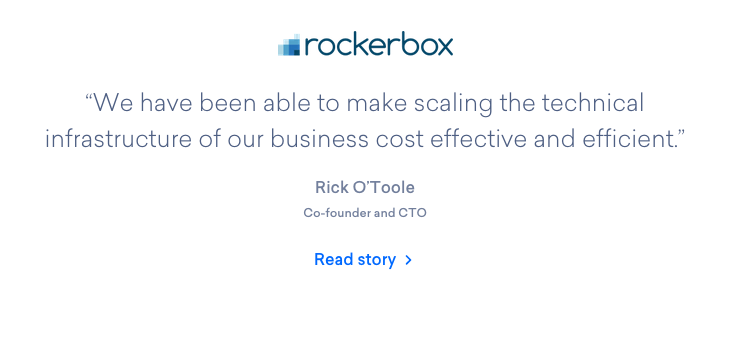 rockerbox
“We have been able to make scaling the technical
infrastructure of our business cost effective and efficient.”
Rick O’Toole
Co-founder and CTO
Read story